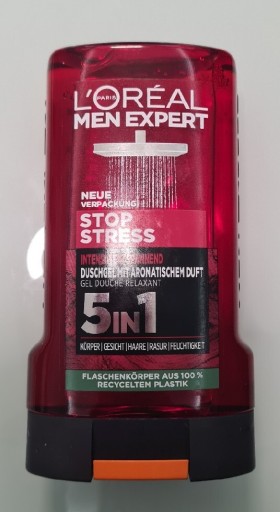 L'ORÉAL
PARIS
MEN EXPERT
NEUE
VERPACKUNG
STOP
STRESS
DUSCHGEL MIT AROMATISCHEM DUFT
GEL DOUCHE RELAXANT
5IN1
KÖRPER|GESICHT|HAARE|RASUR|FEUCHTIGKEIT
FLASCHENKÖRPER AUS 100%
RECYCELTEM PLASTIK